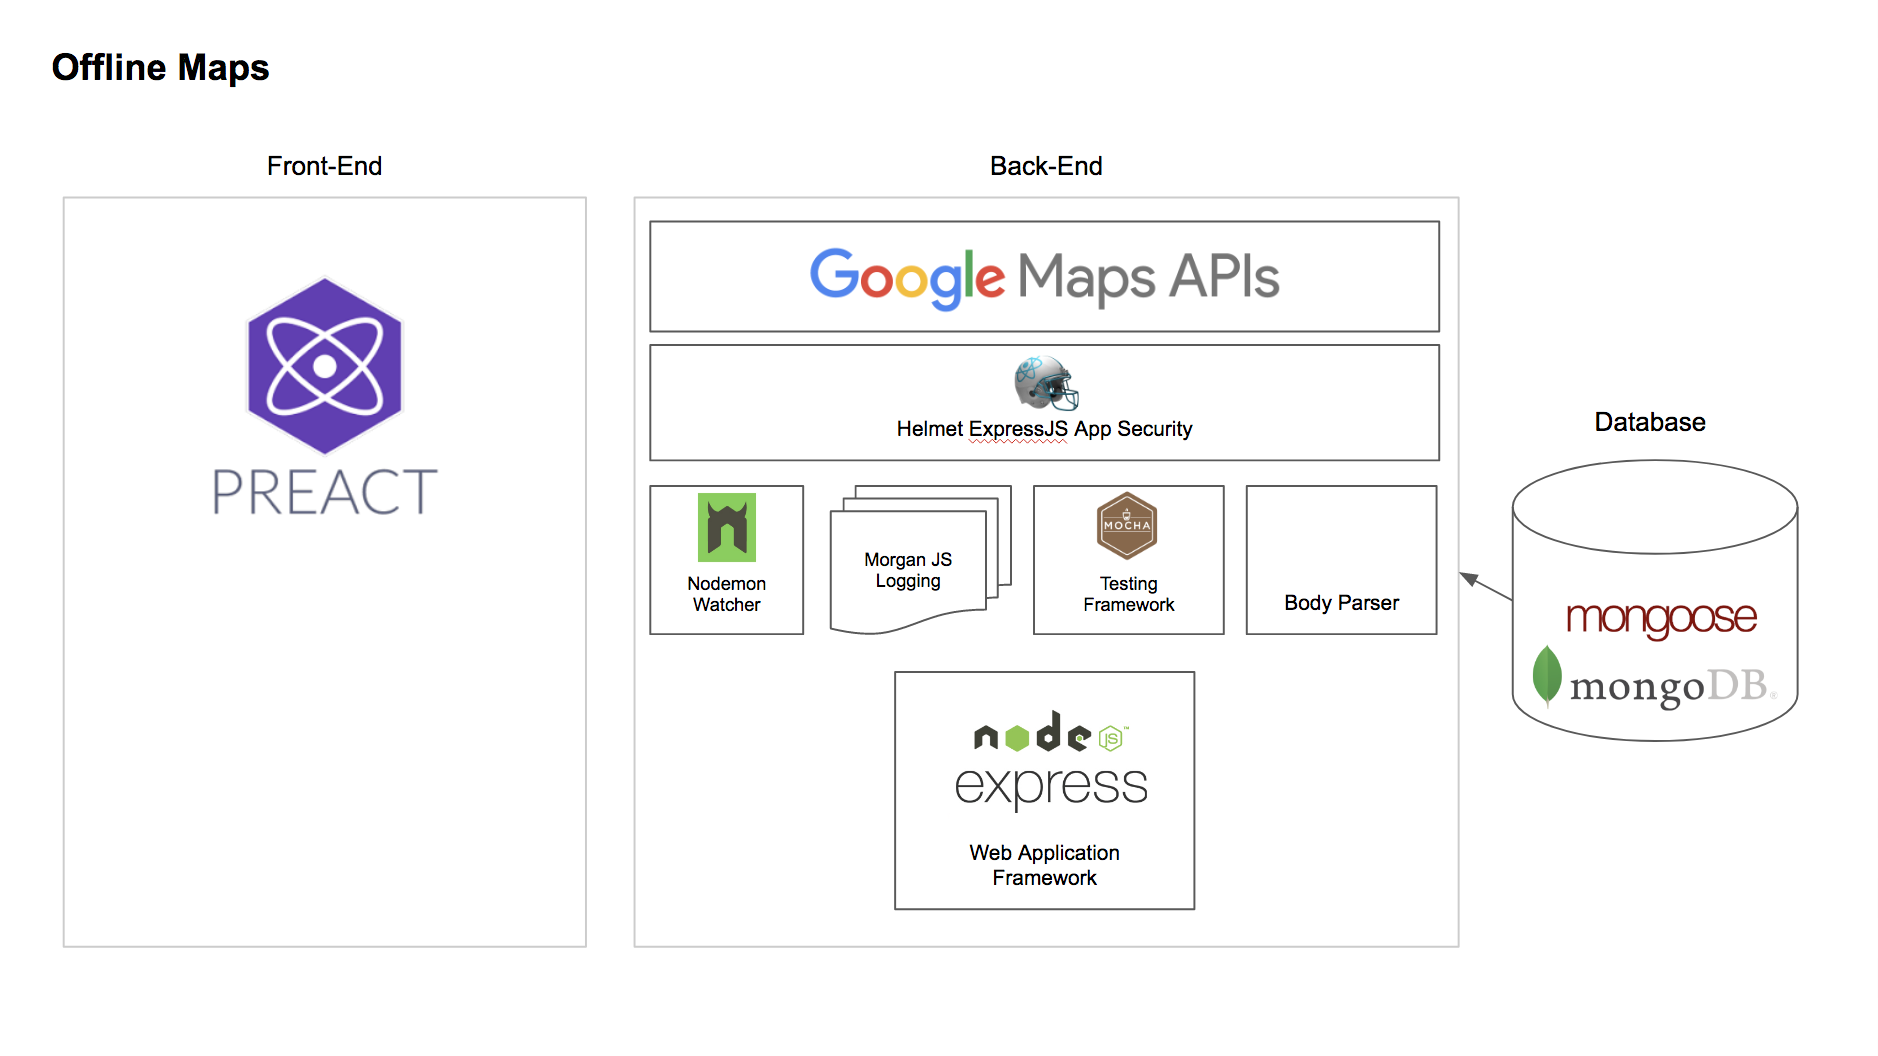 Offline Maps
Front-End
Back-End
PREACT
Google Maps APIs
Helmet ExpressJS App Security
Nodemon
Watcher
Morgan JS
Logging
MOCHA
Testing
Framework
Body Parser
node JS™
express
Web Application
Framework
Database
mongoose
mongoDB®